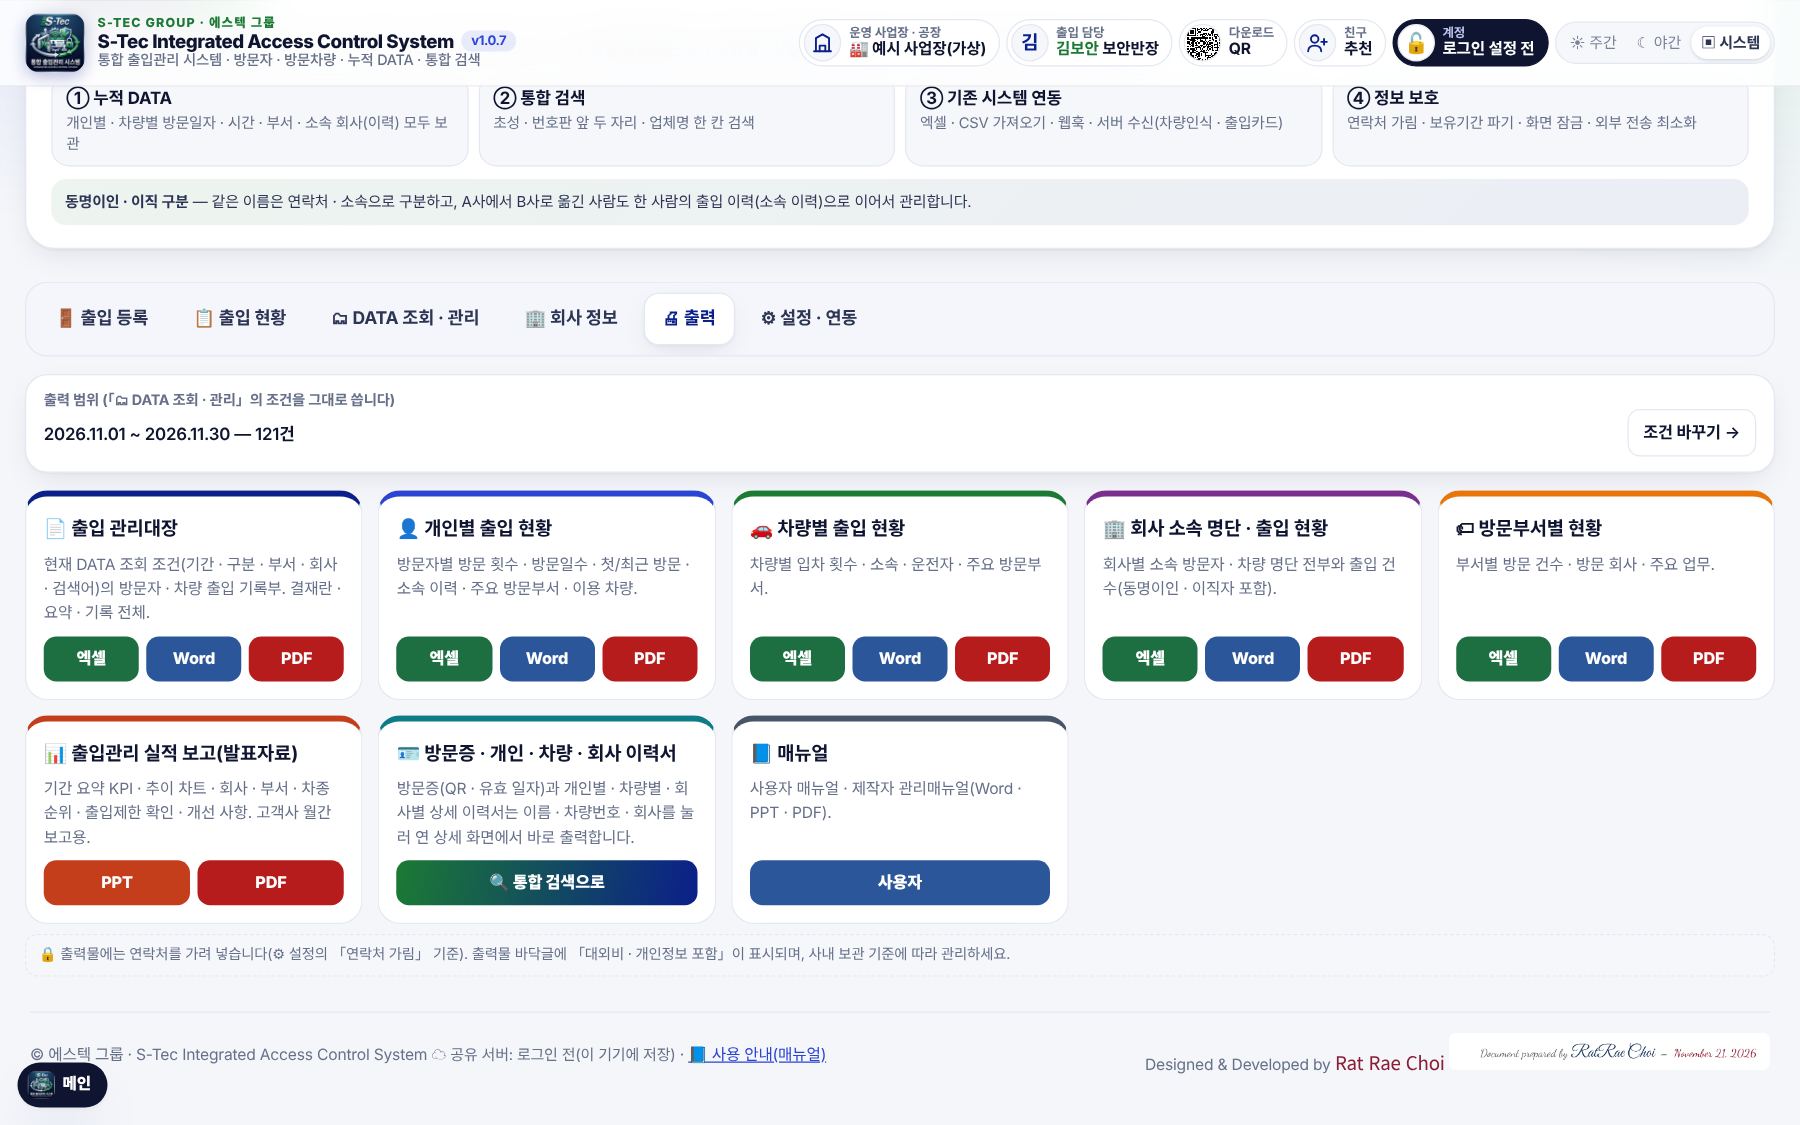 S-TEC GROUP · 에스텍 그룹
S-Tec Integrated Access Control System v1.0.7
통합 출입관리 시스템 · 방문자 · 방문차량 · 누적 DATA · 통합 검색
운영 사업장 · 공장
🏭 예시 사업장(가상)
김
출입 담당
김보안 보안반장
다운로드
QR
친구
추천
계정
로그인 설정 전
☀ 주간
☾ 야간
▣ 시스템
① 누적 DATA
개인별 · 차량별 방문일자 · 시간 · 부서 · 소속 회사(이력) 모두 보
관
② 통합 검색
초성 · 번호판 앞 두 자리 · 업체명 한 칸 검색
③ 기존 시스템 연동
엑셀 · CSV 가져오기 · 웹훅 · 서버 수신(차량인식 · 출입카드)
④ 정보 보호
연락처 가림 · 보유기간 파기 · 화면 잠금 · 외부 전송 최소화
동명이인 · 이직 구분 — 같은 이름은 연락처 · 소속으로 구분하고, A사에서 B사로 옮긴 사람도 한 사람의 출입 이력(소속 이력)으로 이어서 관리합니다.
🚪 출입 등록
📋 출입 현황
🗂 DATA 조회 · 관리
🏢 회사 정보
🖨 출력
⚙ 설정 · 연동
출력 범위 (「🗂 DATA 조회 · 관리」의 조건을 그대로 씁니다)
2026.11.01 ~ 2026.11.30 — 121건
조건 바꾸기 →
📄 출입 관리대장
현재 DATA 조회 조건(기간 · 구분 · 부서 · 회사
· 검색어)의 방문자 · 차량 출입 기록부. 결재란 ·
요약 · 기록 전체.
엑셀 Word PDF
👤 개인별 출입 현황
방문자별 방문 횟수 · 방문일수 · 첫/최근 방문 ·
소속 이력 · 주요 방문부서 · 이용 차량.
엑셀 Word PDF
🚗 차량별 출입 현황
차량별 입차 횟수 · 소속 · 운전자 · 주요 방문부
서.
엑셀 Word PDF
🏢 회사 소속 명단 · 출입 현황
회사별 소속 방문자 · 차량 명단 전부와 출입 건
수(동명이인 · 이직자 포함).
엑셀 Word PDF
🏷 방문부서별 현황
부서별 방문 건수 · 방문 회사 · 주요 업무.
엑셀 Word PDF
📊 출입관리 실적 보고(발표자료)
기간 요약 KPI · 추이 차트 · 회사 · 부서 · 차종
순위 · 출입제한 확인 · 개선 사항. 고객사 월간
보고용.
PPT PDF
🪪 방문증 · 개인 · 차량 · 회사 이력서
방문증(QR · 유효 일자)과 개인별 · 차량별 · 회
사별 상세 이력서는 이름 · 차량번호 · 회사를 눌
러 연 상세 화면에서 바로 출력합니다.
🔍 통합 검색으로
📘 매뉴얼
사용자 매뉴얼 · 제작자 관리매뉴얼(Word ·
PPT · PDF).
사용자
🔒 출력물에는 연락처를 가려 넣습니다(⚙ 설정의 「연락처 가림」 기준). 출력물 바닥글에 「대외비 · 개인정보 포함」이 표시되며, 사내 보관 기준에 따라 관리하세요.
© 에스텍 그룹 · S-Tec Integrated Access Control System ☁ 공유 서버: 로그인 전(이 기기에 저장) · 📘 사용 안내(매뉴얼)
Designed & Developed by Rat Rae Choi
Document prepared by RatRae Choi – November 21, 2026
메인